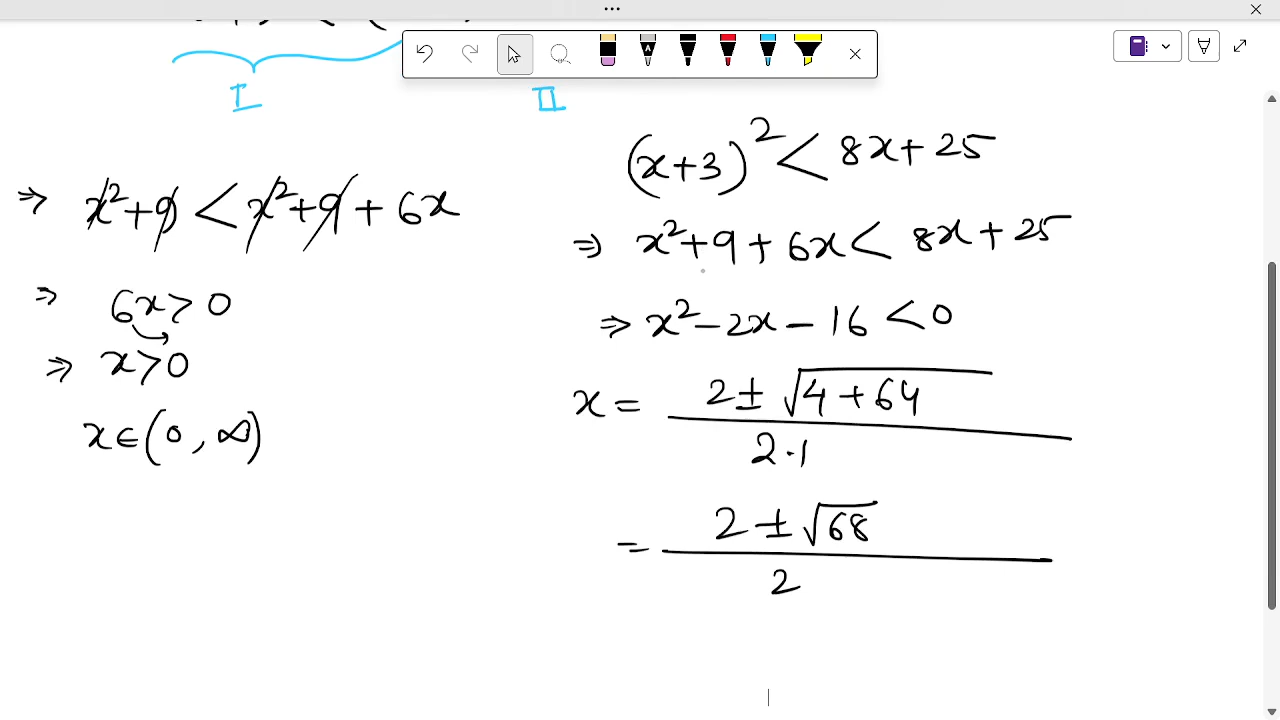 I
II
⇒ x²+9 < x²+9 + 6x
⇒ 6x > 0
⇒ x > 0
x ∈ (0, ∞)
(x+3)² < 8x + 25
⇒ x² + 9 + 6x < 8x + 25
⇒ x² - 2x - 16 < 0
x = (2 ± √(4 + 64)) / (2·1)
= (2 ± √68) / 2